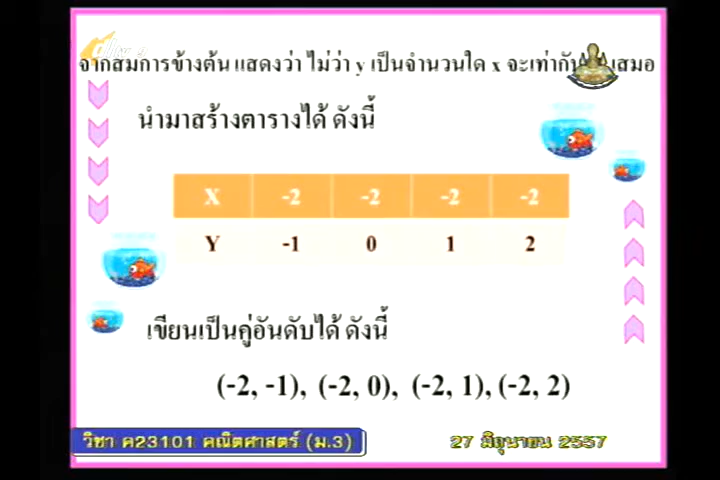 จากสมการข้างต้น แสดงว่า ไม่ว่า y เป็นจำนวนใด x จะเท่ากับ เสมอ
นำมาสร้างตารางได้ ดังนี้
X -2 -2 -2 -2
Y -1 0 1 2
เขียนเป็นคู่อันดับได้ ดังนี้
(-2, -1), (-2, 0), (-2, 1), (-2, 2)
วิชา ค23101 คณิตศาสตร์ (ม.3) 27 มิถุนายน 2557